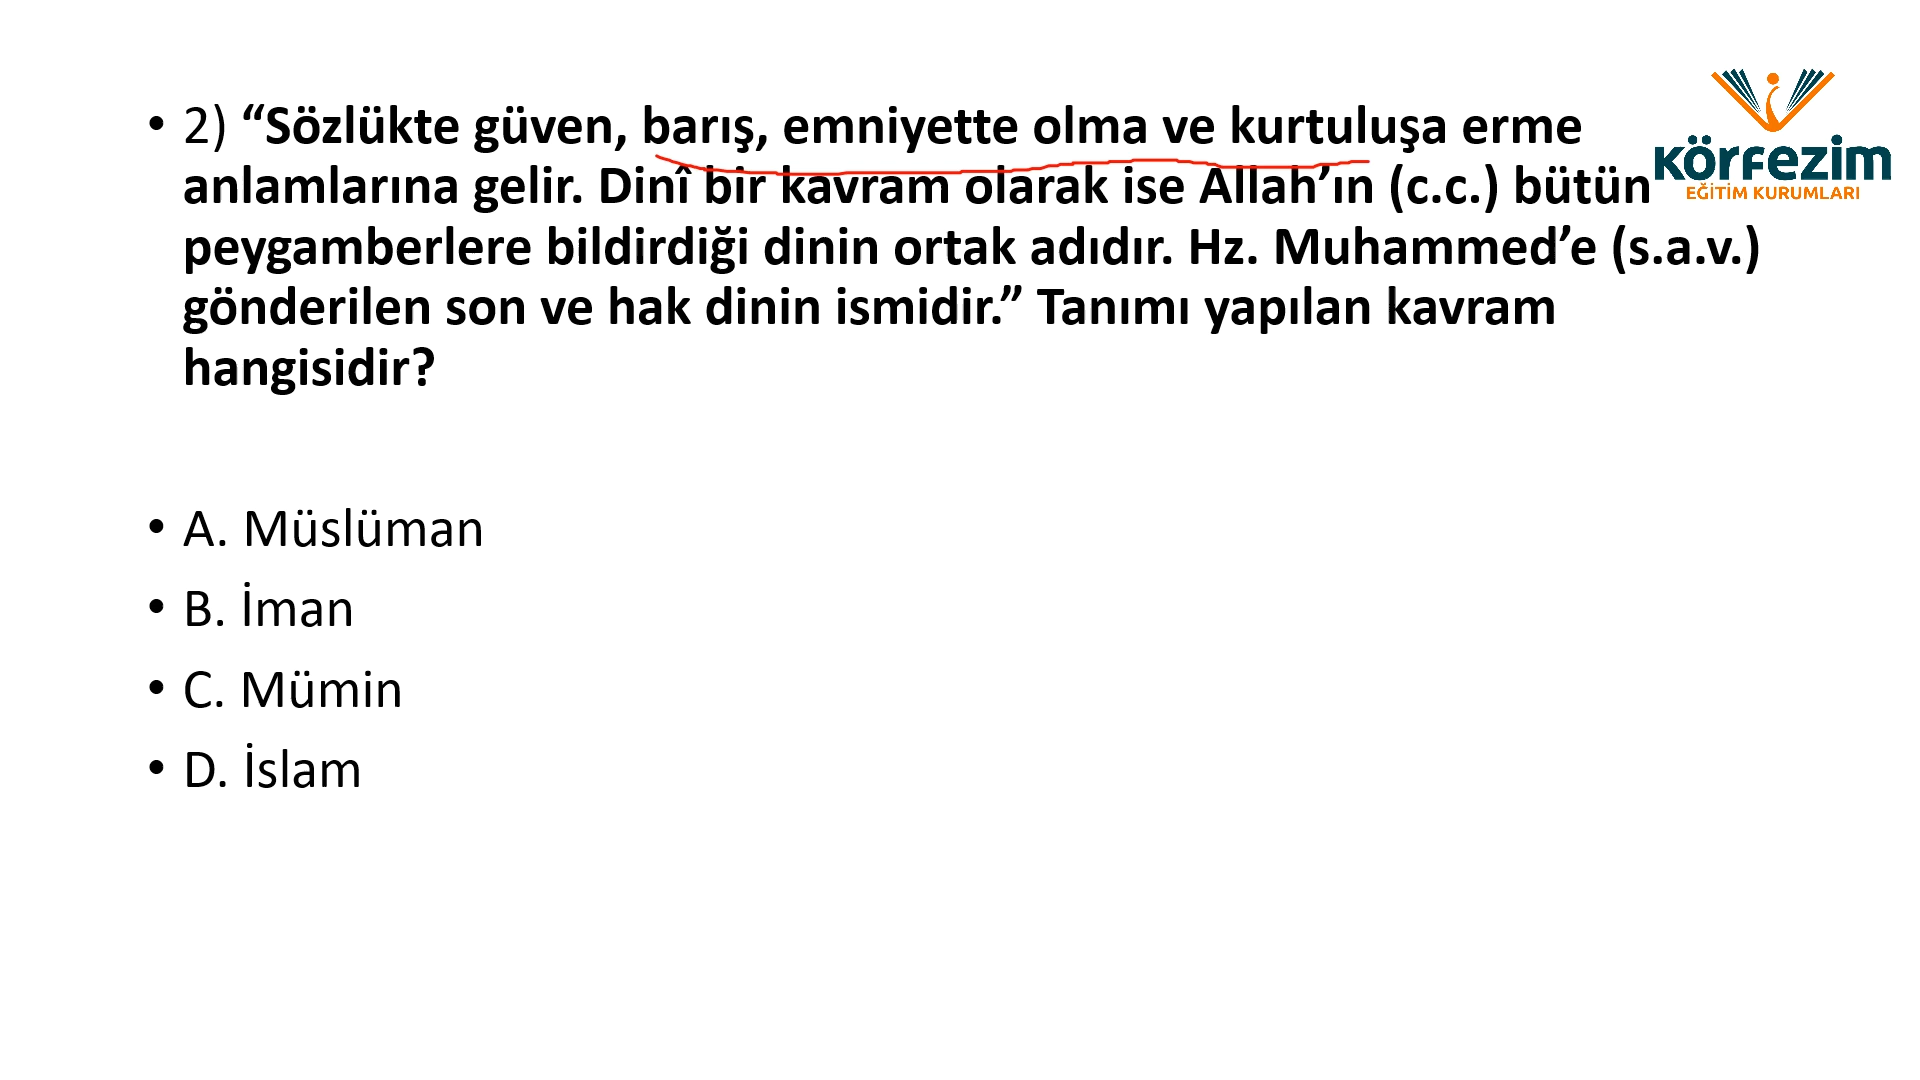 • 2) “Sözlükte güven, barış, emniyette olma ve kurtuluşa erme
anlamlarına gelir. Dinî bir kavram olarak ise Allah’ın (c.c.) bütün
peygamberlere bildirdiği dinin ortak adıdır. Hz. Muhammed’e (s.a.v.)
gönderilen son ve hak dinin ismidir.” Tanımı yapılan kavram
hangisidir?
• A. Müslüman
• B. İman
• C. Mümin
• D. İslam
körfezim
EĞİTİM KURUMLARI